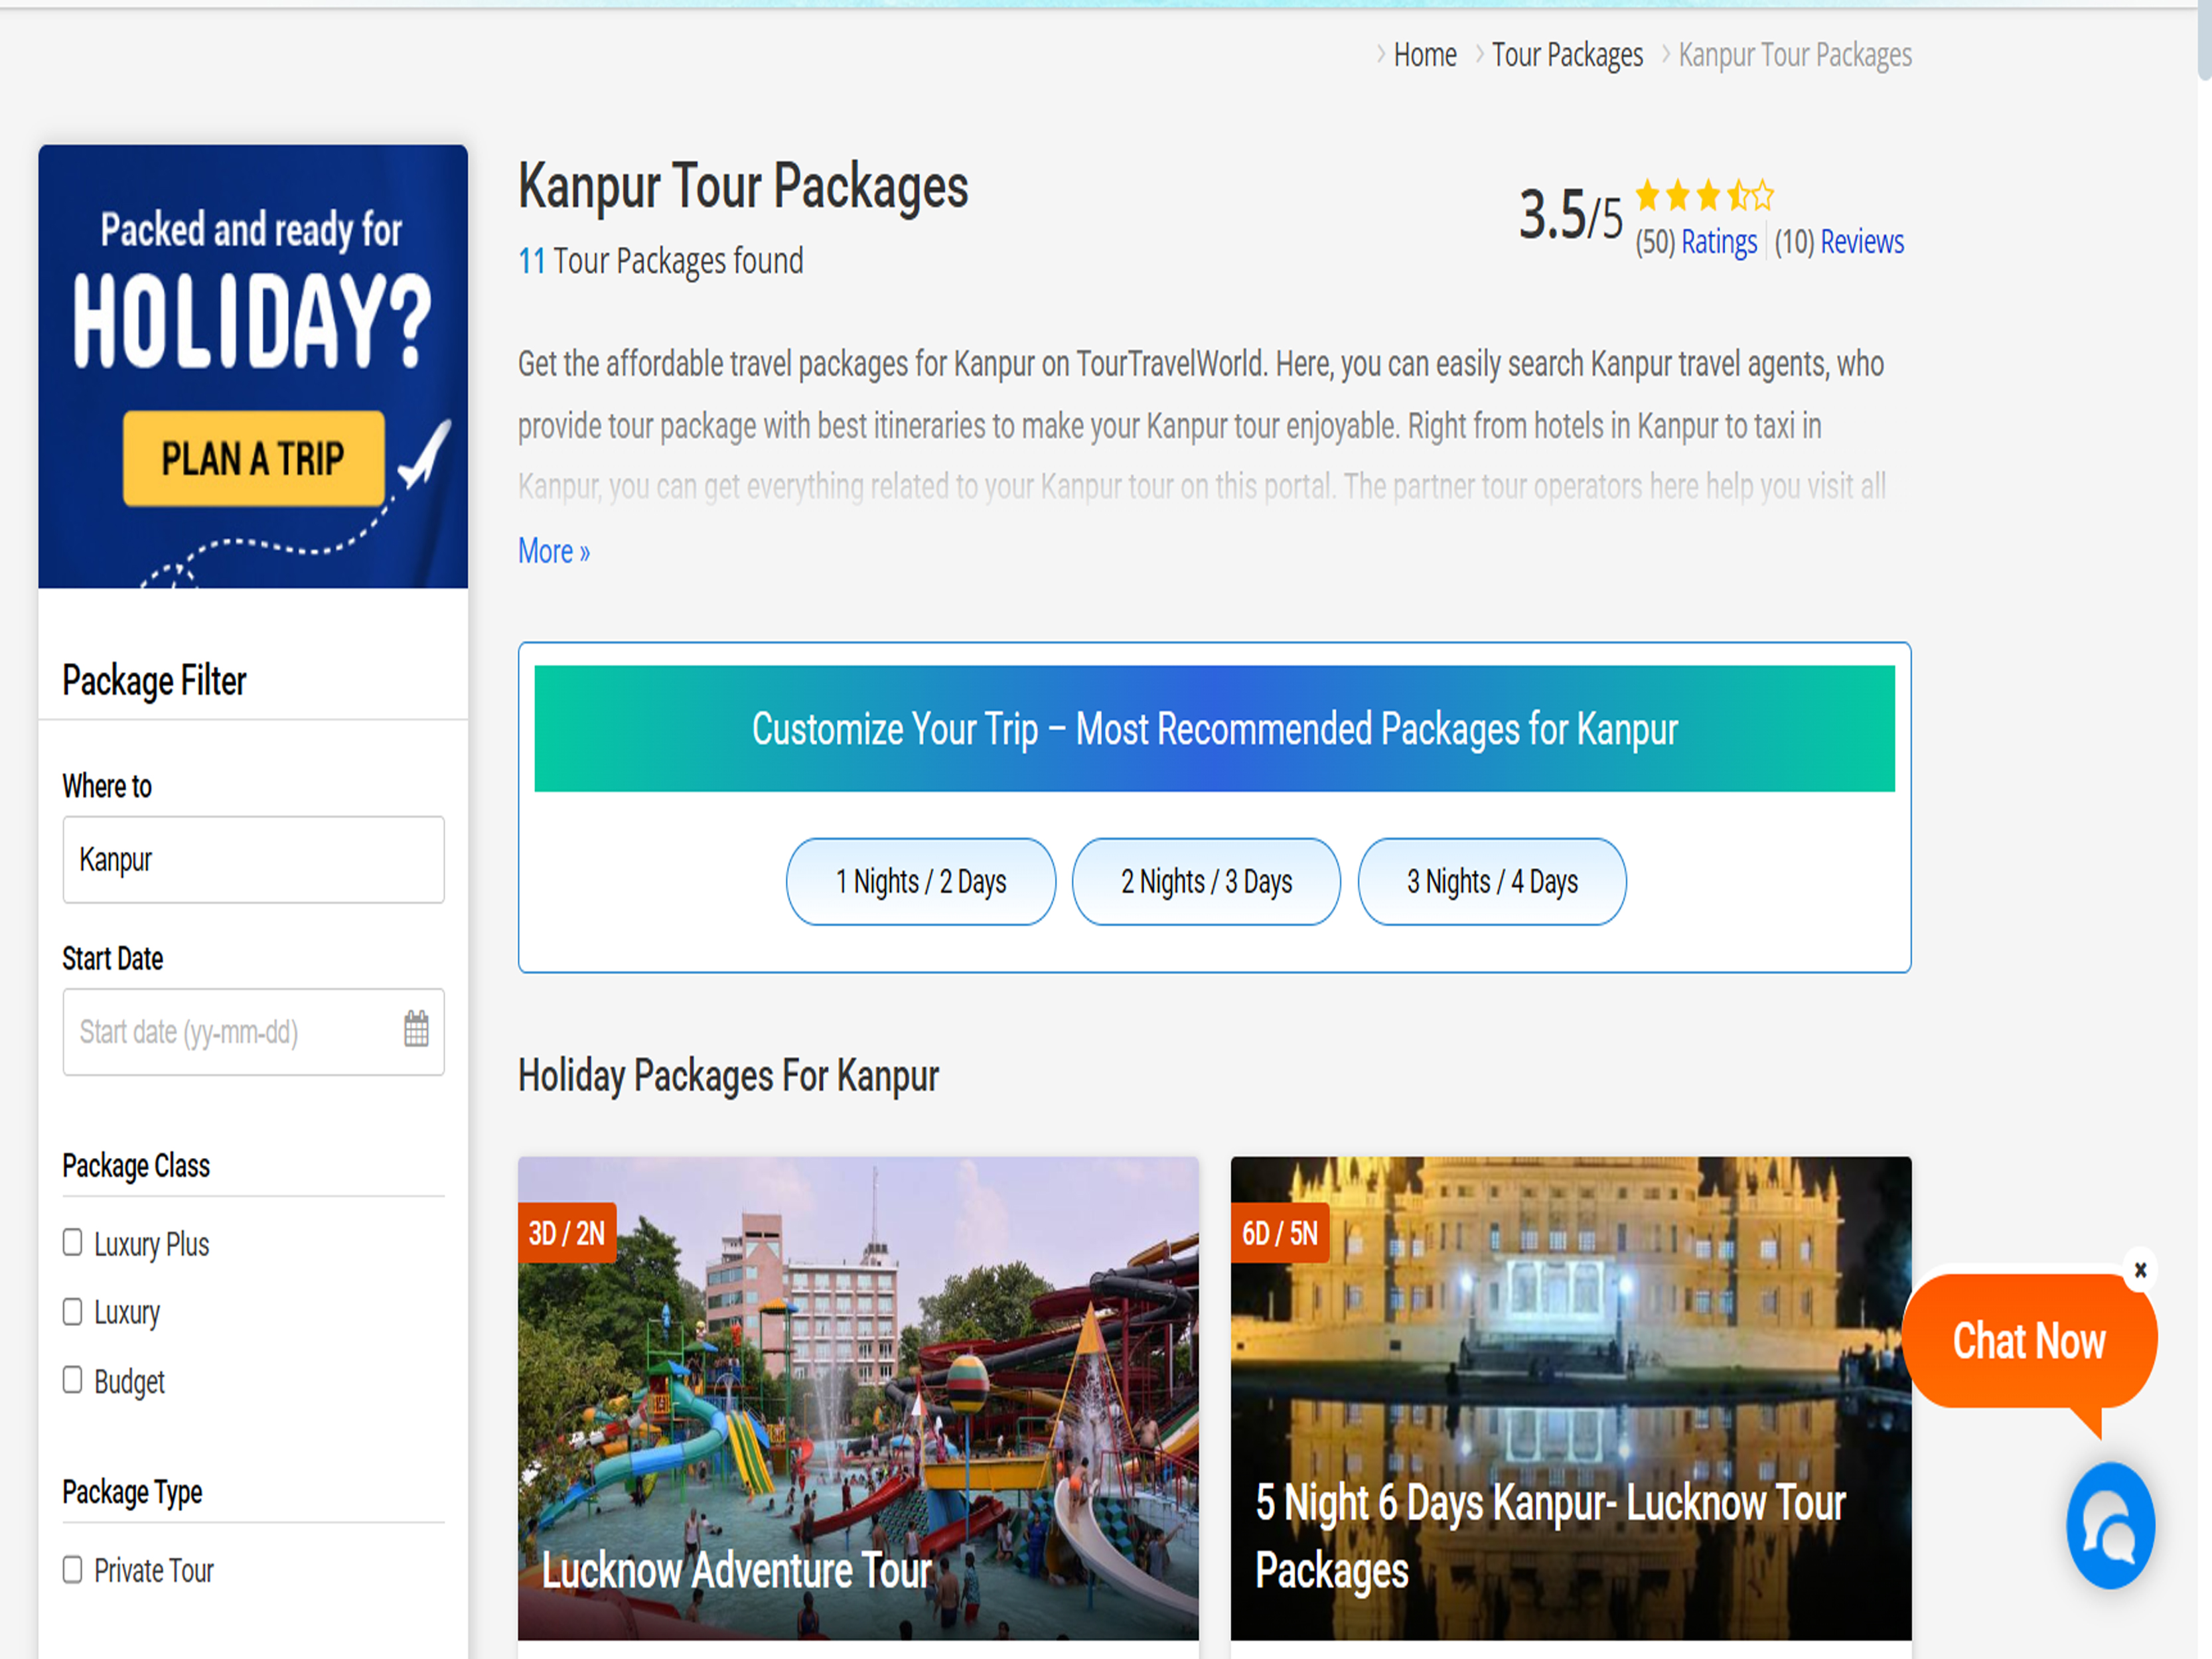 Home Tour Packages Kanpur Tour Packages
Packed and ready for
HOLIDAY?
PLAN A TRIP
Package Filter
Where to
Kanpur
Start Date
Start date (yy-mm-dd)
Package Class
Luxury Plus
Luxury
Budget
Package Type
Private Tour
Kanpur Tour Packages
11 Tour Packages found
3.5/5
(50) Ratings (10) Reviews
Get the affordable travel packages for Kanpur on TourTravelWorld. Here, you can easily search Kanpur travel agents, who
provide tour package with best itineraries to make your Kanpur tour enjoyable. Right from hotels in Kanpur to taxi in
Kanpur, you can get everything related to your Kanpur tour on this portal. The partner tour operators here help you visit all
More »
Customize Your Trip – Most Recommended Packages for Kanpur
1 Nights / 2 Days 2 Nights / 3 Days 3 Nights / 4 Days
Holiday Packages For Kanpur
3D / 2N
Lucknow Adventure Tour
6D / 5N
5 Night 6 Days Kanpur- Lucknow Tour
Packages
Chat Now